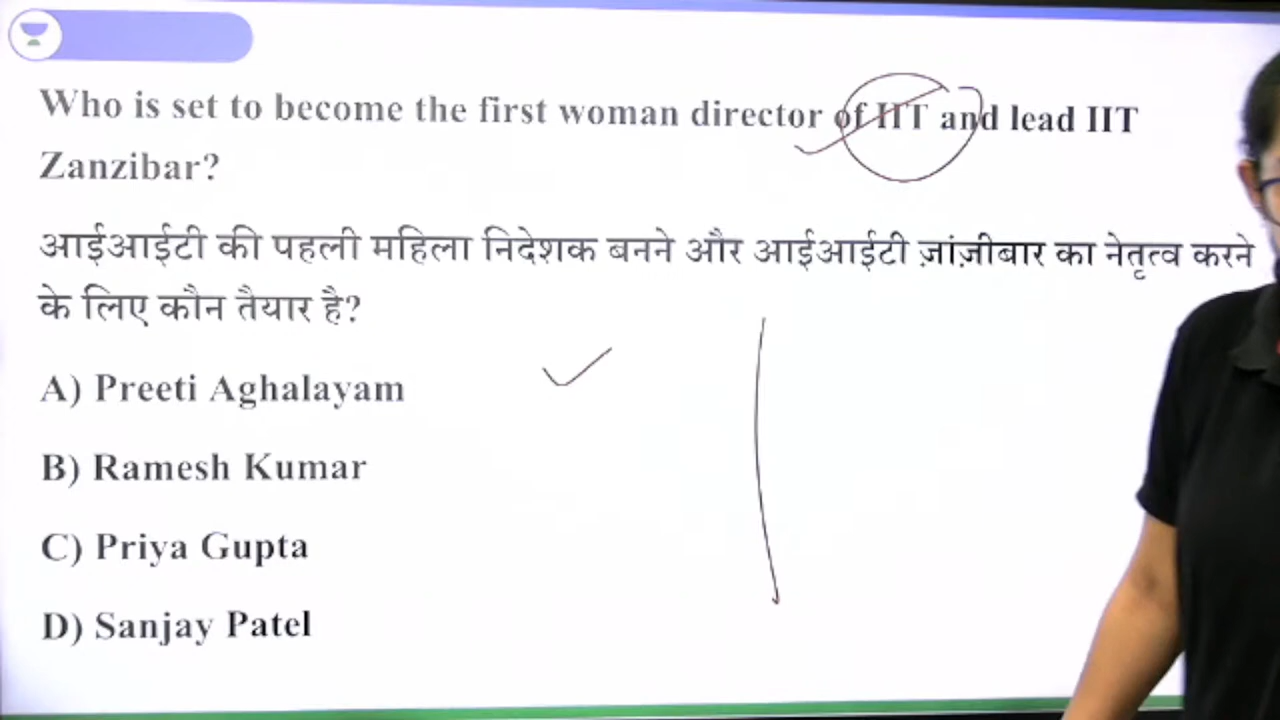 Who is set to become the first woman director of IIT and lead IIT
Zanzibar?
आईआईटी की पहली महिला निदेशक बनने और आईआईटी ज़ांज़ीबार का नेतृत्व करने
के लिए कौन तैयार है?
A) Preeti Aghalayam
B) Ramesh Kumar
C) Priya Gupta
D) Sanjay Patel